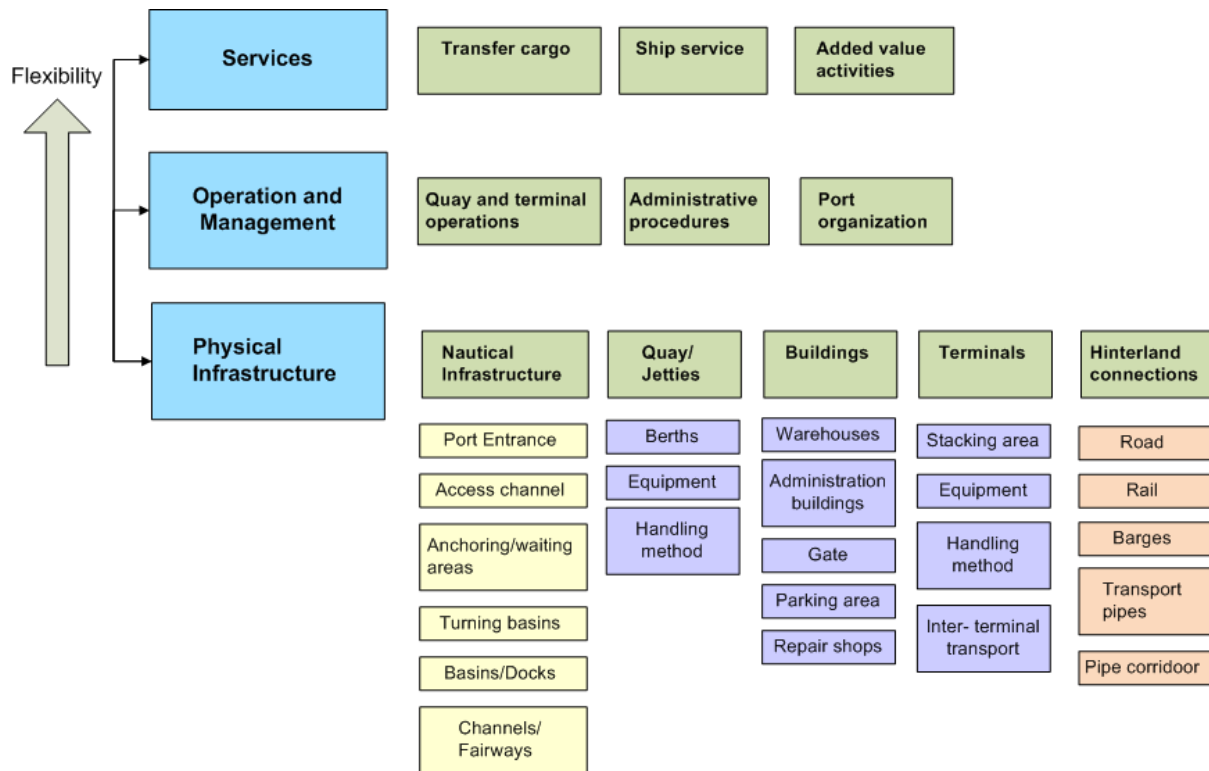 Flexibility
Services
Transfer cargo
Ship service
Added value
activities
Operation and
Management
Quay and terminal
operations
Administrative
procedures
Port
organization
Physical
Infrastructure
Nautical
Infrastructure
Quay/
Jetties
Buildings
Terminals
Hinterland
connections
Port Entrance
Access channel
Anchoring/waiting
areas
Turning basins
Basins/Docks
Channels/
Fairways
Berths
Equipment
Handling
method
Warehouses
Administration
buildings
Gate
Parking area
Repair shops
Stacking area
Equipment
Handling
method
Inter- terminal
transport
Road
Rail
Barges
Transport
pipes
Pipe corridoor